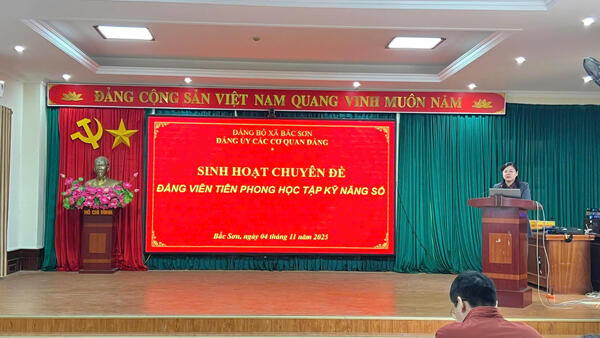 ĐẢNG CỘNG SẢN VIỆT NAM QUANG VINH MUÔN NĂM
ĐẢNG BỘ XÃ BẮC SƠN
ĐẢNG ỦY CÁC CƠ QUAN ĐẢNG
SINH HOẠT CHUYÊN ĐỀ
ĐẢNG VIÊN TIÊN PHONG HỌC TẬP KỸ NĂNG SỐ
Bắc Sơn, ngày 04 tháng 11 năm 2025
HỒ CHÍ MINH